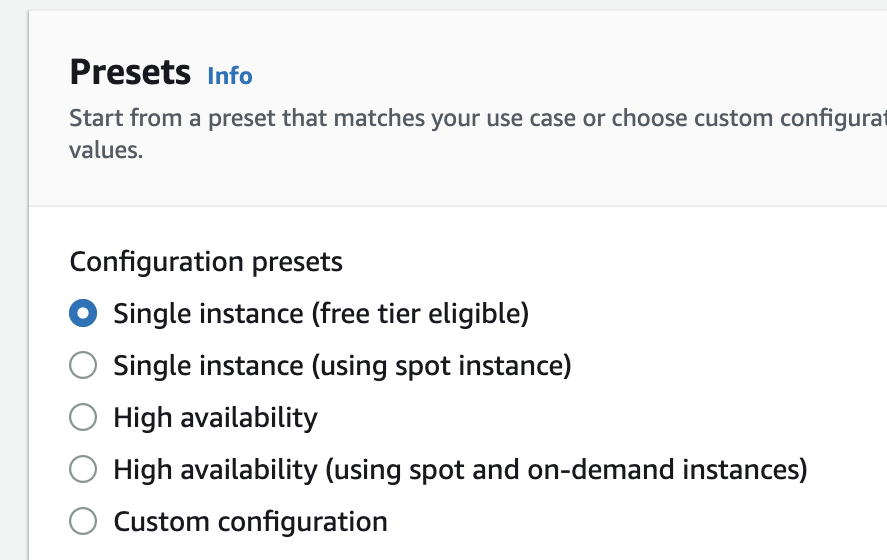 Presets Info
Start from a preset that matches your use case or choose custom
values.
Configuration presets
Single instance (free tier eligible)
Single instance (using spot instance)
High availability
High availability (using spot and on-demand instances)
Custom configuration